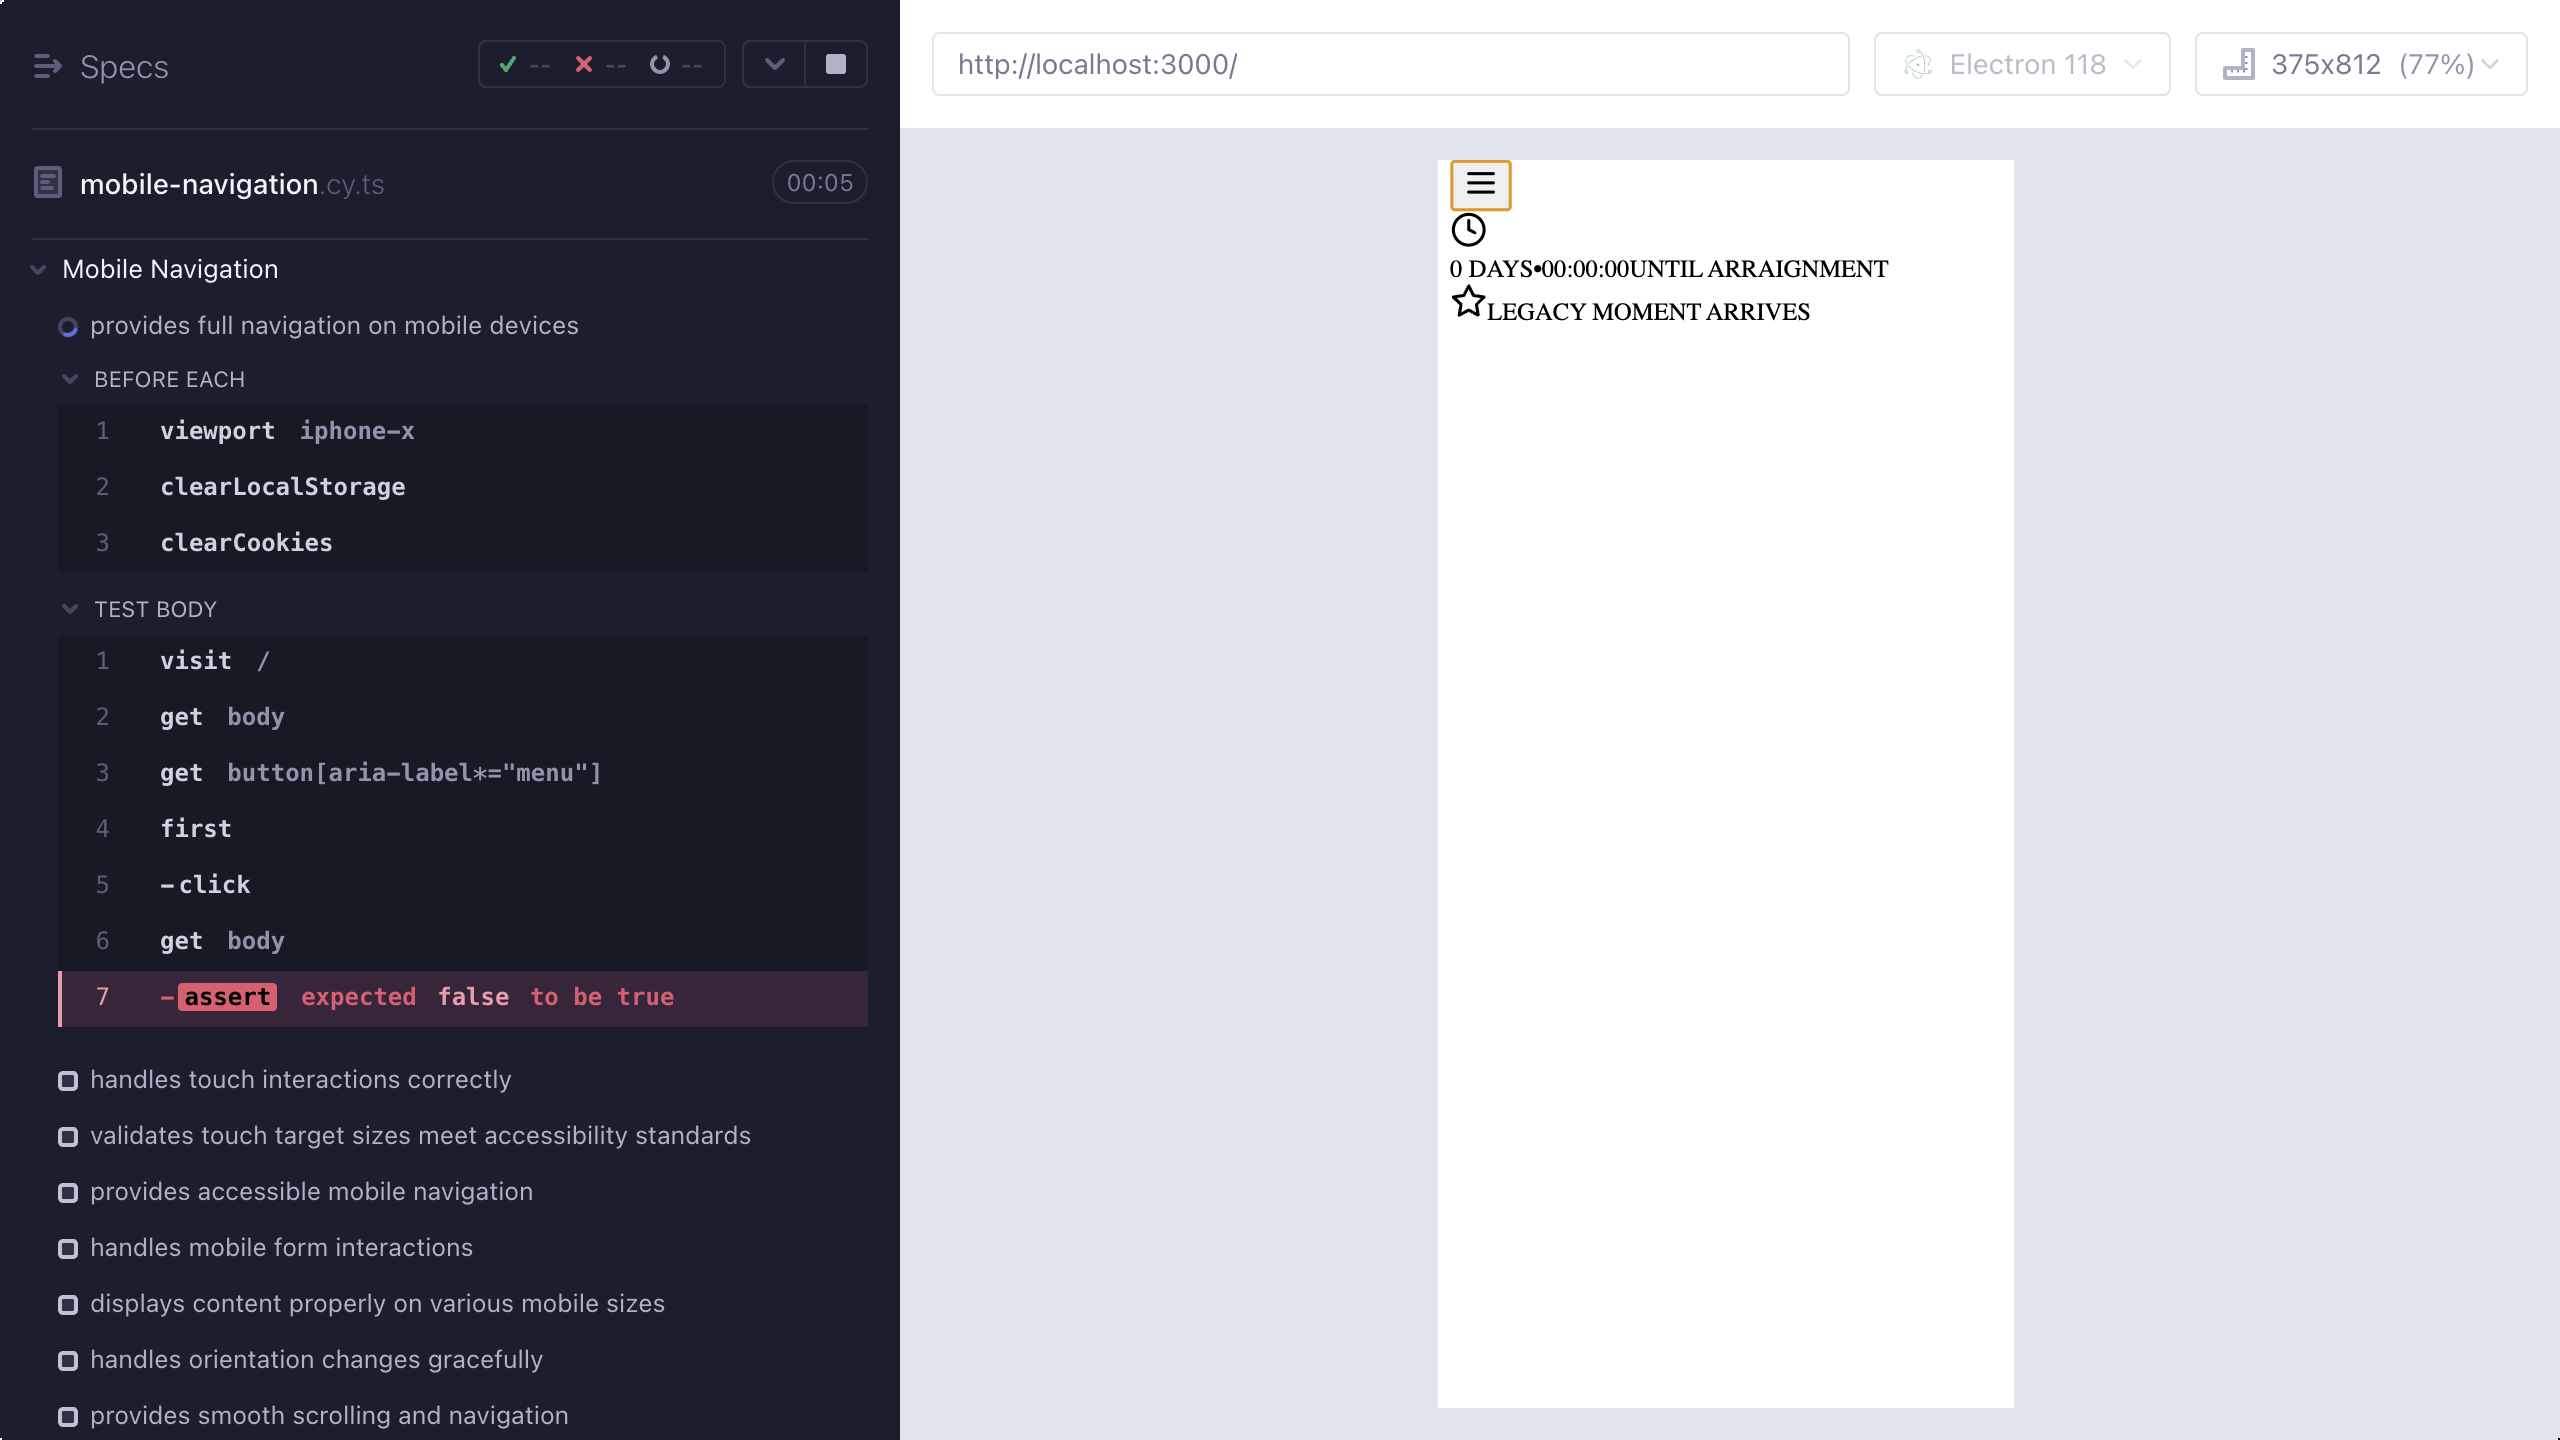 Specs
-- -- --
mobile-navigation.cy.ts
00:05
Mobile Navigation
provides full navigation on mobile devices
BEFORE EACH
1 viewport iphone-x
2 clearLocalStorage
3 clearCookies
TEST BODY
1 visit /
2 get body
3 get button[aria-label*="menu"]
4 first
5 -click
6 get body
7 -assert expected false to be true
handles touch interactions correctly
validates touch target sizes meet accessibility standards
provides accessible mobile navigation
handles mobile form interactions
displays content properly on various mobile sizes
handles orientation changes gracefully
provides smooth scrolling and navigation
http://localhost:3000/
Electron 118
375x812 (77%)
0 DAYS•00:00:00UNTIL ARRAIGNMENT
LEGACY MOMENT ARRIVES